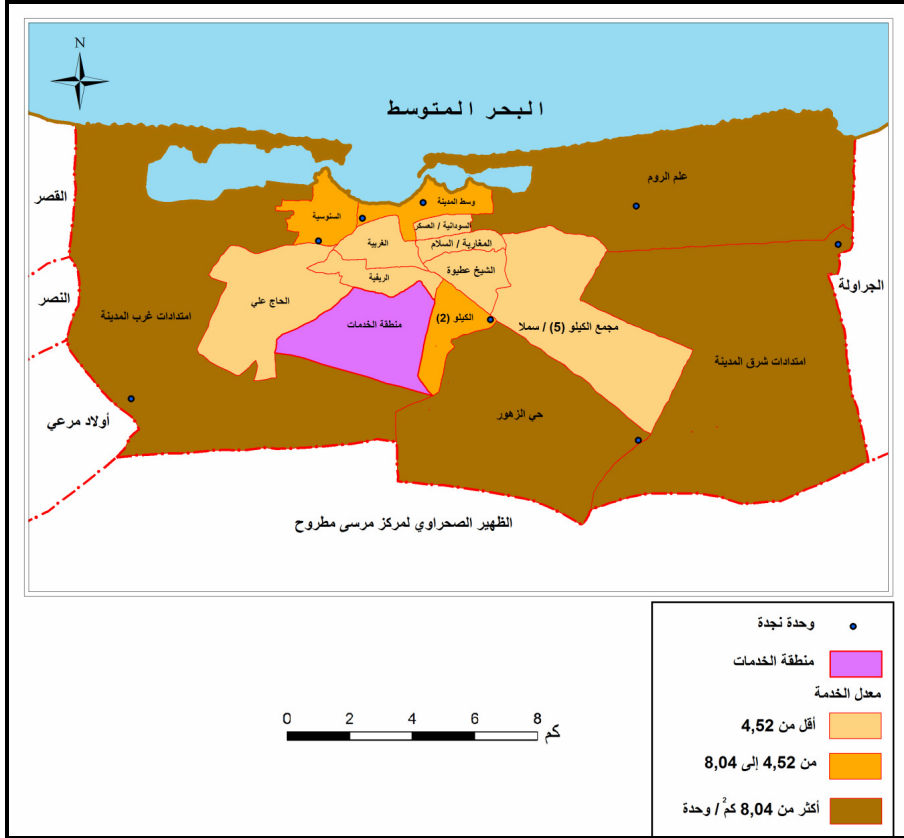 N
البحر المتوسط
علم الروم
القصر
وسط المدينة
السنوسية
السودانية / العسكر
الغربية
المغاربة / السلام
الجراولة
الشيخ عطيوة
الريفية
النصر
الحاج علي
امتدادات غرب المدينة
منطقة الخدمات
الكيلو (2)
مجمع الكيلو (5) / سملا
امتدادات شرق المدينة
أولاد مرعي
حي الزهور
الظهير الصحراوي لمركز مرسى مطروح
وحدة نجدة
منطقة الخدمات
معدل الخدمة
أقل من 4,52
من 4,52 إلى 8,04
أكثر من 8,04 كم² / وحدة
0 2 4 6 8 كم